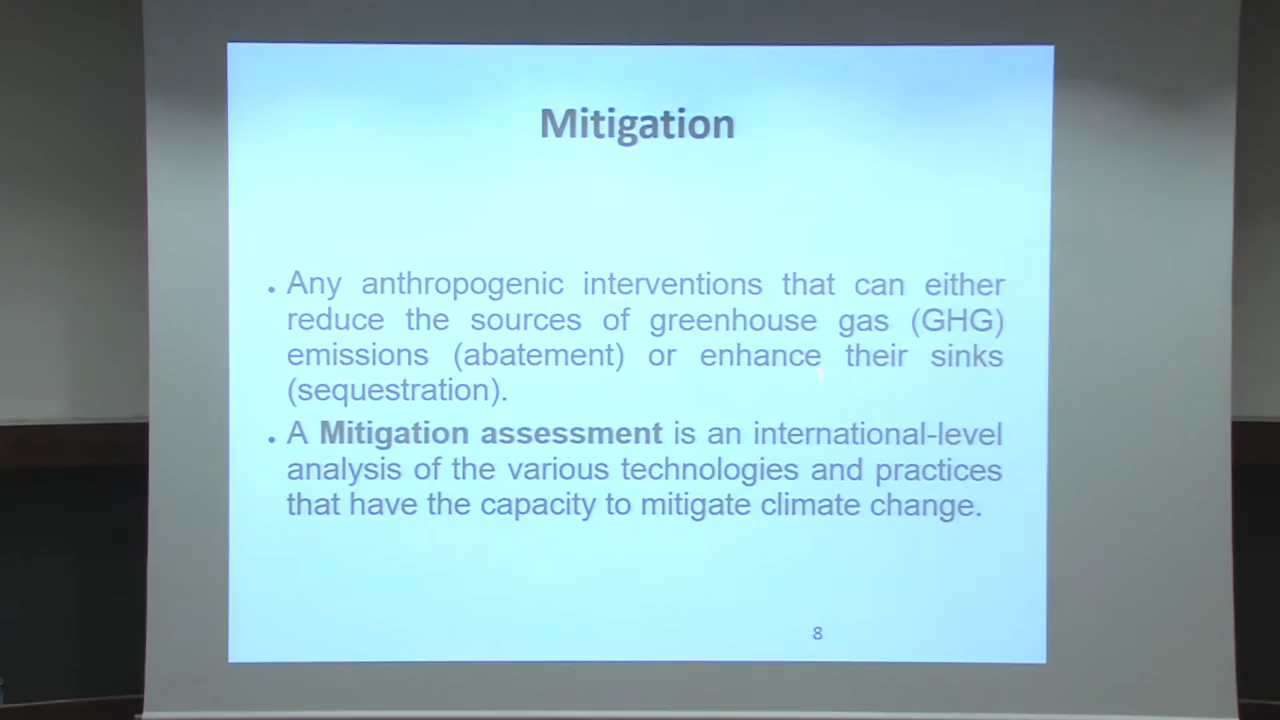 Mitigation
. Any anthropogenic interventions that can either
reduce the sources of greenhouse gas (GHG)
emissions (abatement) or enhance their sinks
(sequestration).
. A Mitigation assessment is an international-level
analysis of the various technologies and practices
that have the capacity to mitigate climate change.
8